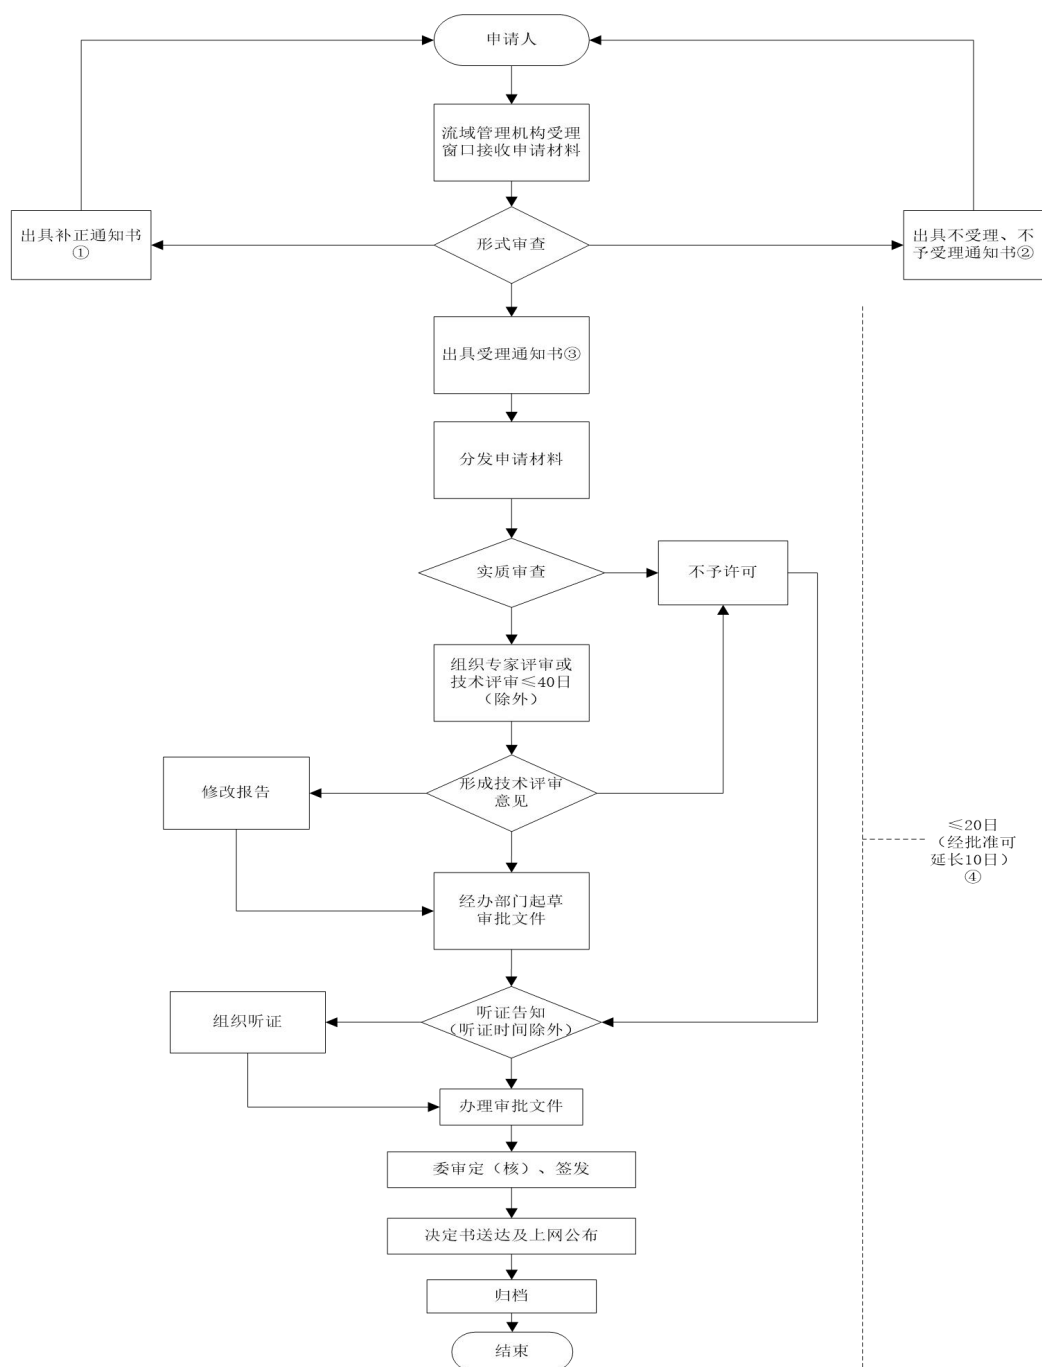 申请人
流域管理机构受理
窗口接收申请材料
出具补正通知书
①
形式审查
出具不受理、不
予受理通知书②
出具受理通知书③
分发申请材料
实质审查
不予许可
组织专家评审或
技术评审≤40日
（除外）
修改报告
形成技术评审
意见
≤20日
（经批准可
延长10日）
④
经办部门起草
审批文件
组织听证
听证告知
（听证时间除外）
办理审批文件
委审定（核）、签发
决定书送达及上网公布
归档
结束